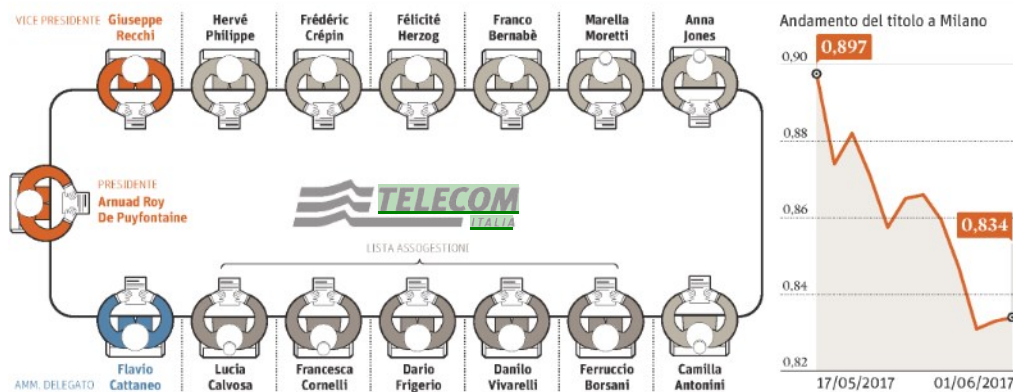 VICE PRESIDENTE Giuseppe Recchi
Hervé Philippe
Frédéric Crépin
Félicité Herzog
Franco Bernabè
Marella Moretti
Anna Jones
PRESIDENTE
Arnuad Roy
De Puyfontaine
TELECOM
ITALIA
LISTA ASSOGESTIONI
AMM. DELEGATO Flavio Cattaneo
Lucia Calvosa
Francesca Cornelli
Dario Frigerio
Danilo Vivarelli
Ferruccio Borsani
Camilla Antonini
Andamento del titolo a Milano
0,897
0,90
0,88
0,86
0,834
0,84
0,82
17/05/2017 01/06/2017